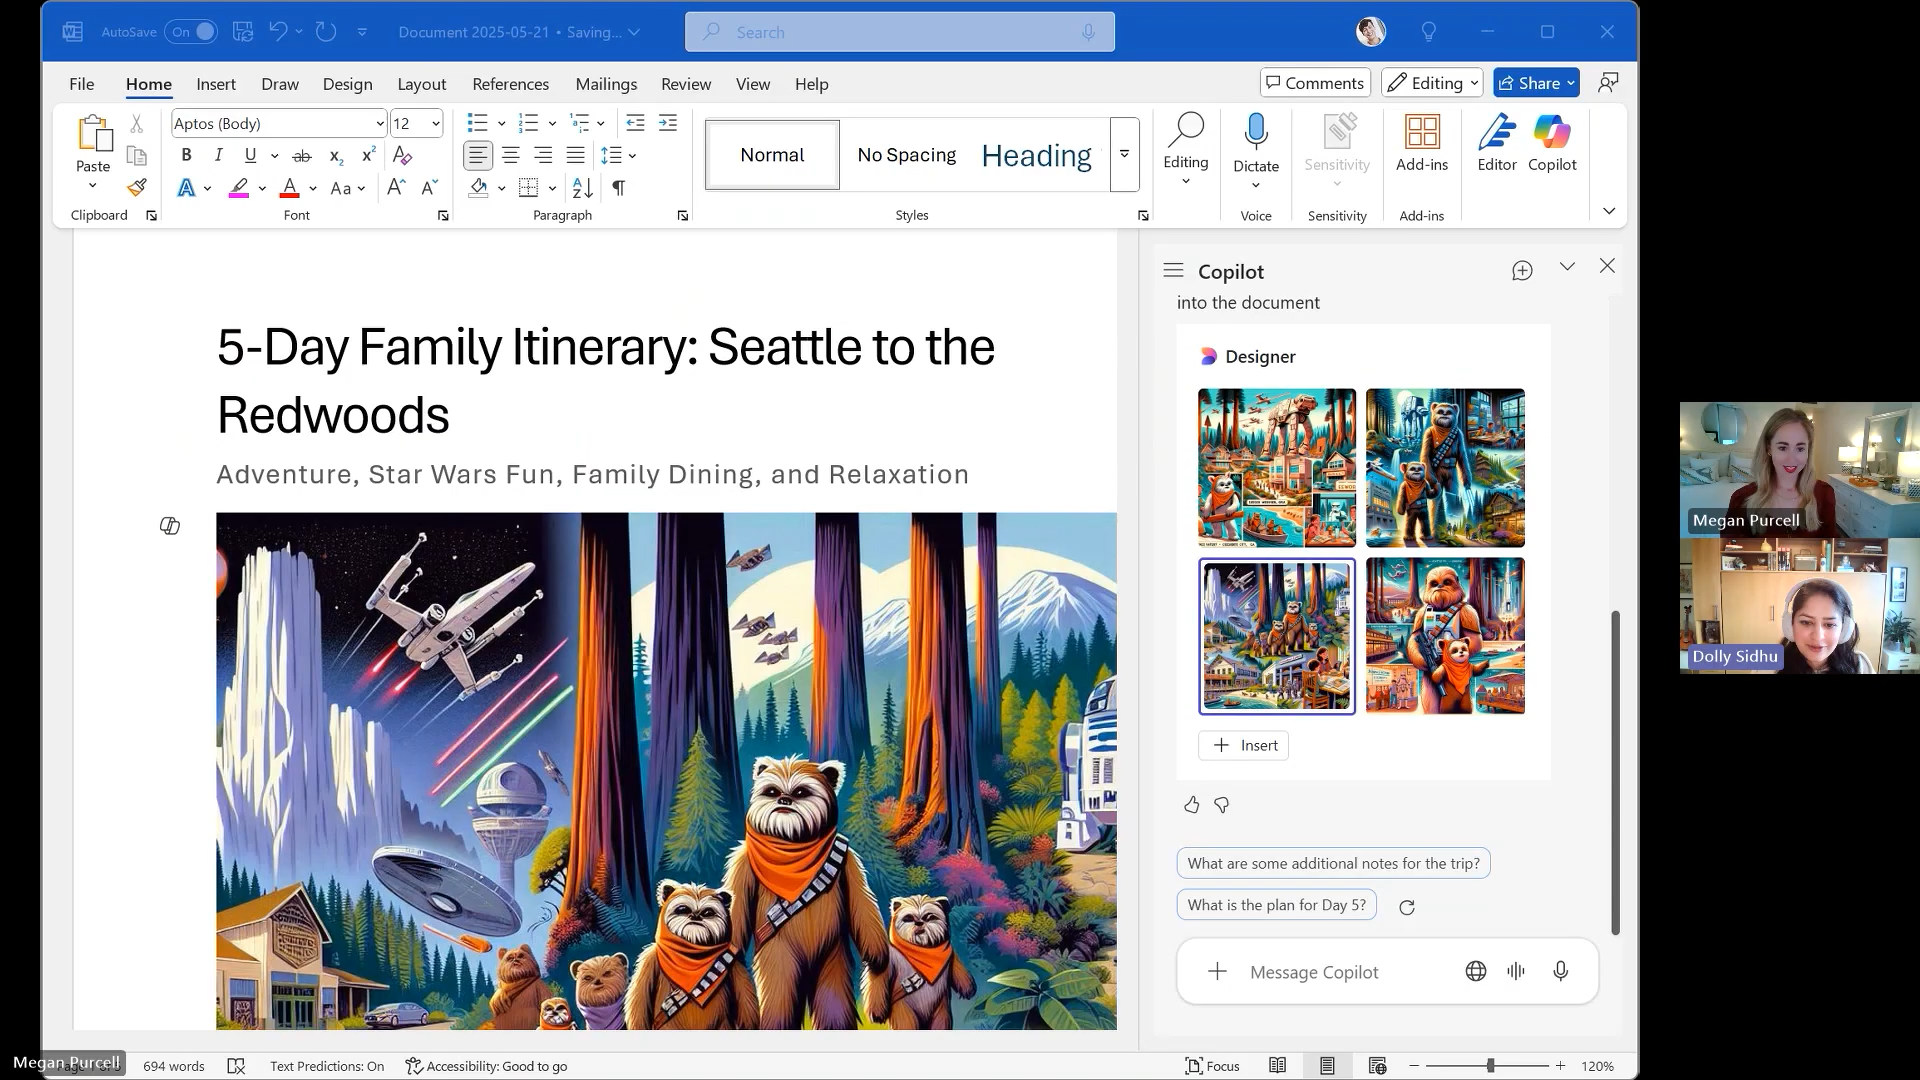 AutoSave On Document 2025-05-21 • Saving... Search
File Home Insert Draw Design Layout References Mailings Review View Help Comments Editing Share
Paste
Clipboard
Aptos (Body) 12
B I U ab x₂ x²
A A Aa A A
Font
Paragraph
Normal No Spacing Heading
Styles
Editing
Dictate
Voice
Sensitivity
Sensitivity
Add-ins
Add-ins
Editor Copilot
5-Day Family Itinerary: Seattle to the
Redwoods
Adventure, Star Wars Fun, Family Dining, and Relaxation
Copilot
into the document
Designer
+ Insert
What are some additional notes for the trip?
What is the plan for Day 5?
Message Copilot
Megan Purcell
Dolly Sidhu
Megan Purcell
694 words Text Predictions: On Accessibility: Good to go Focus 120%